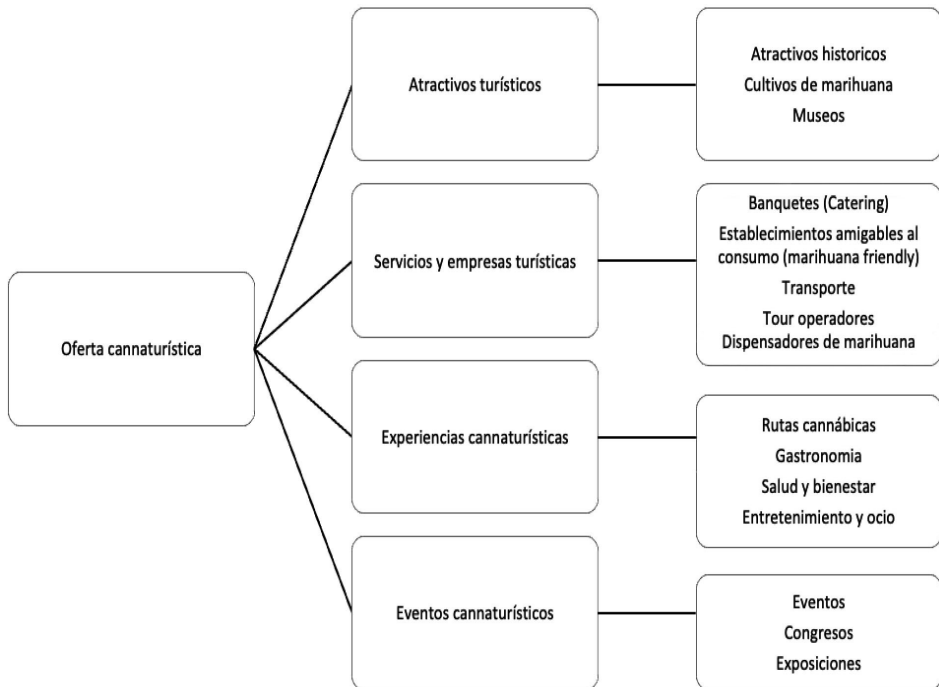 Oferta cannaturística
Atractivos turísticos
Atractivos historicos
Cultivos de marihuana
Museos
Servicios y empresas turísticas
Banquetes (Catering)
Establecimientos amigables al
consumo (marihuana friendly)
Transporte
Tour operadores
Dispensadores de marihuana
Experiencias cannaturísticas
Rutas cannábicas
Gastronomia
Salud y bienestar
Entretenimiento y ocio
Eventos cannaturísticos
Eventos
Congresos
Exposiciones